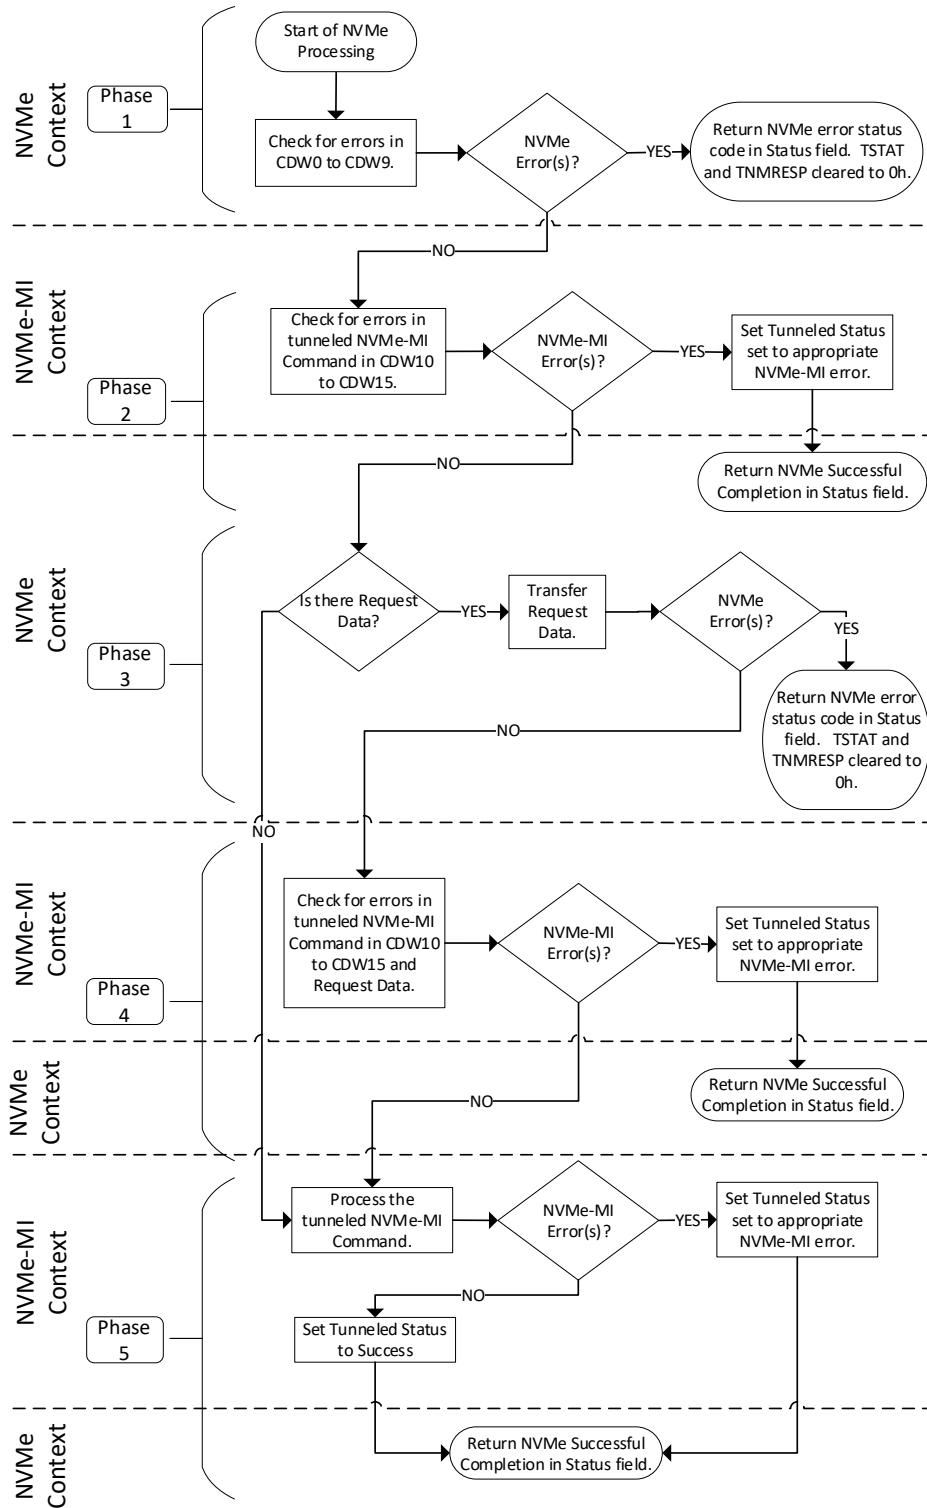 NVMe
Context
Phase
1
Start of NVMe
Processing
Check for errors in
CDW0 to CDW9.
NVMe
Error(s)?
YES
Return NVMe error status
code in Status field.  TSTAT
and TNMRESP cleared to 0h.
NO
NVMe-MI
Context
Phase
2
Check for errors in
tunneled NVMe-MI
Command in CDW10
to CDW15.
NVMe-MI
Error(s)?
YES
Set Tunneled Status
set to appropriate
NVMe-MI error.
NO
Return NVMe Successful
Completion in Status field.
NVMe
Context
Phase
3
Is there Request
Data?
YES
Transfer
Request
Data.
NVMe
Error(s)?
YES
Return NVMe error
status code in Status
field.  TSTAT and
TNMRESP cleared to
0h.
NO
NO
NVMe-MI
Context
Phase
4
Check for errors in
tunneled NVMe-MI
Command in CDW10
to CDW15 and
Request Data.
NVMe-MI
Error(s)?
YES
Set Tunneled Status
set to appropriate
NVMe-MI error.
NVMe
Context
NO
Return NVMe Successful
Completion in Status field.
NVMe-MI
Context
Phase
5
Process the
tunneled NVMe-MI
Command.
NVMe-MI
Error(s)?
YES
Set Tunneled Status
set to appropriate
NVMe-MI error.
NO
Set Tunneled Status
to Success
NVMe
Context
Return NVMe Successful
Completion in Status field.